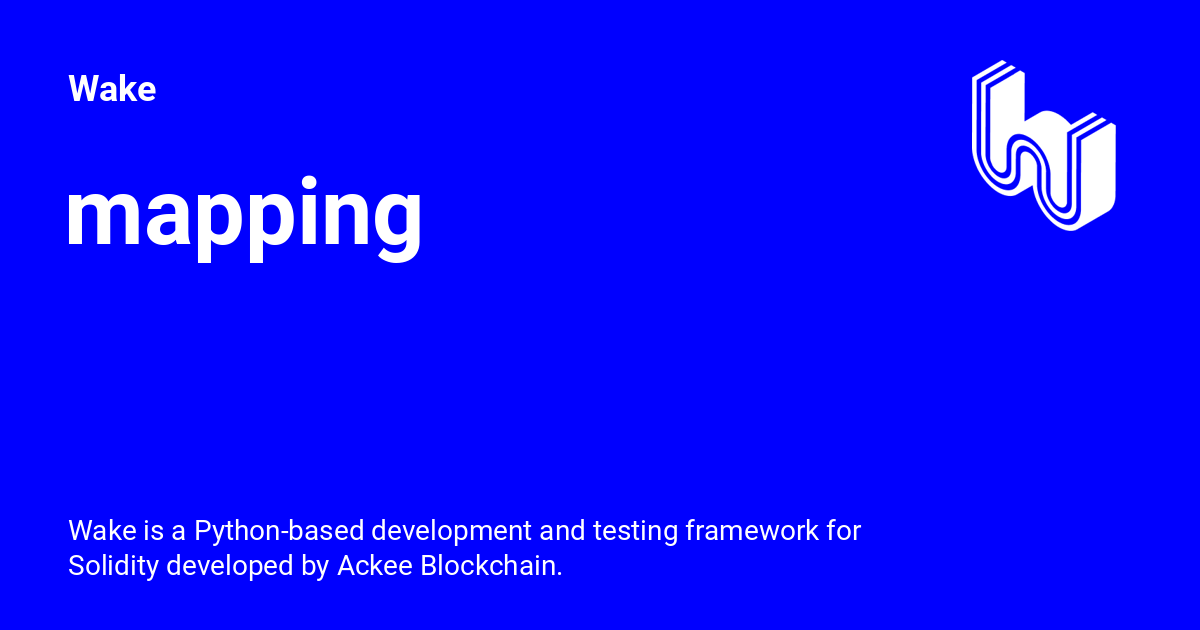 Wake
mapping
Wake is a Python-based development and testing framework for
Solidity developed by Ackee Blockchain.